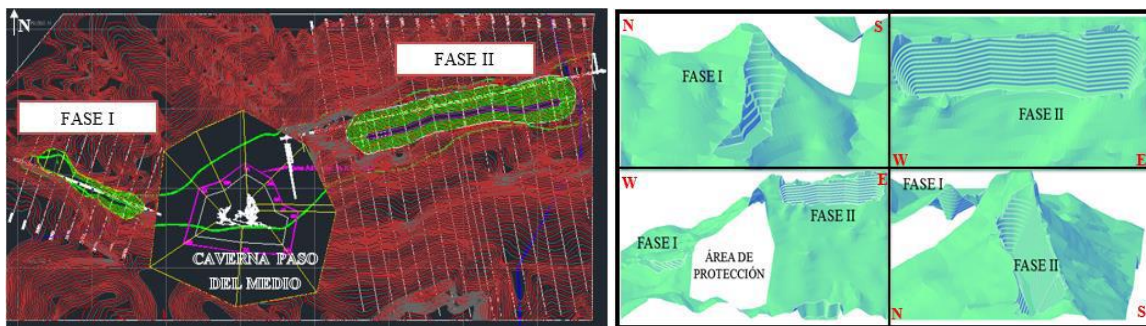 N
FASE I
FASE II
CAVERNA PASO
DEL MEDIO
N
S
FASE I
FASE II
W
E
W
E
FASE I
FASE II
ÁREA DE
PROTECCIÓN
FASE I
FASE II
N
S